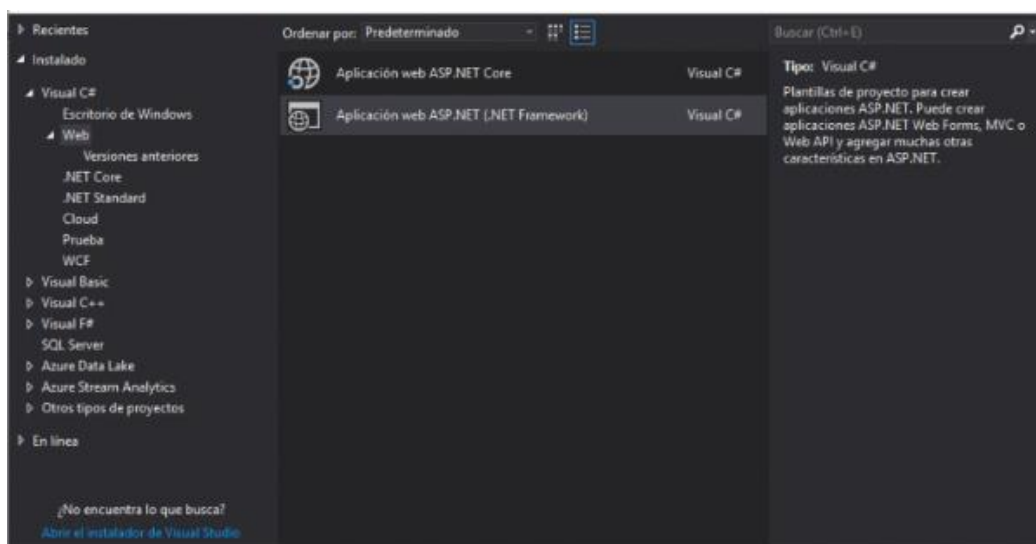 Recientes
Instalado
Visual C#
Escritorio de Windows
Web
Versiones anteriores
.NET Core
.NET Standard
Cloud
Prueba
WCF
Visual Basic
Visual C++
Visual F#
SQL Server
Azure Data Lake
Azure Stream Analytics
Otros tipos de proyectos
En línea
¿No encuentra lo que busca?
Abrir el instalador de Visual Studio
Ordenar por: Predeterminado
Aplicación web ASP.NET Core Visual C#
Aplicación web ASP.NET (.NET Framework) Visual C#
Buscar (Ctrl+E)
Tipo: Visual C#
Plantillas de proyecto para crear
aplicaciones ASP.NET. Puede crear
aplicaciones ASP.NET Web Forms, MVC o
Web API y agregar muchas otras
características en ASP.NET.